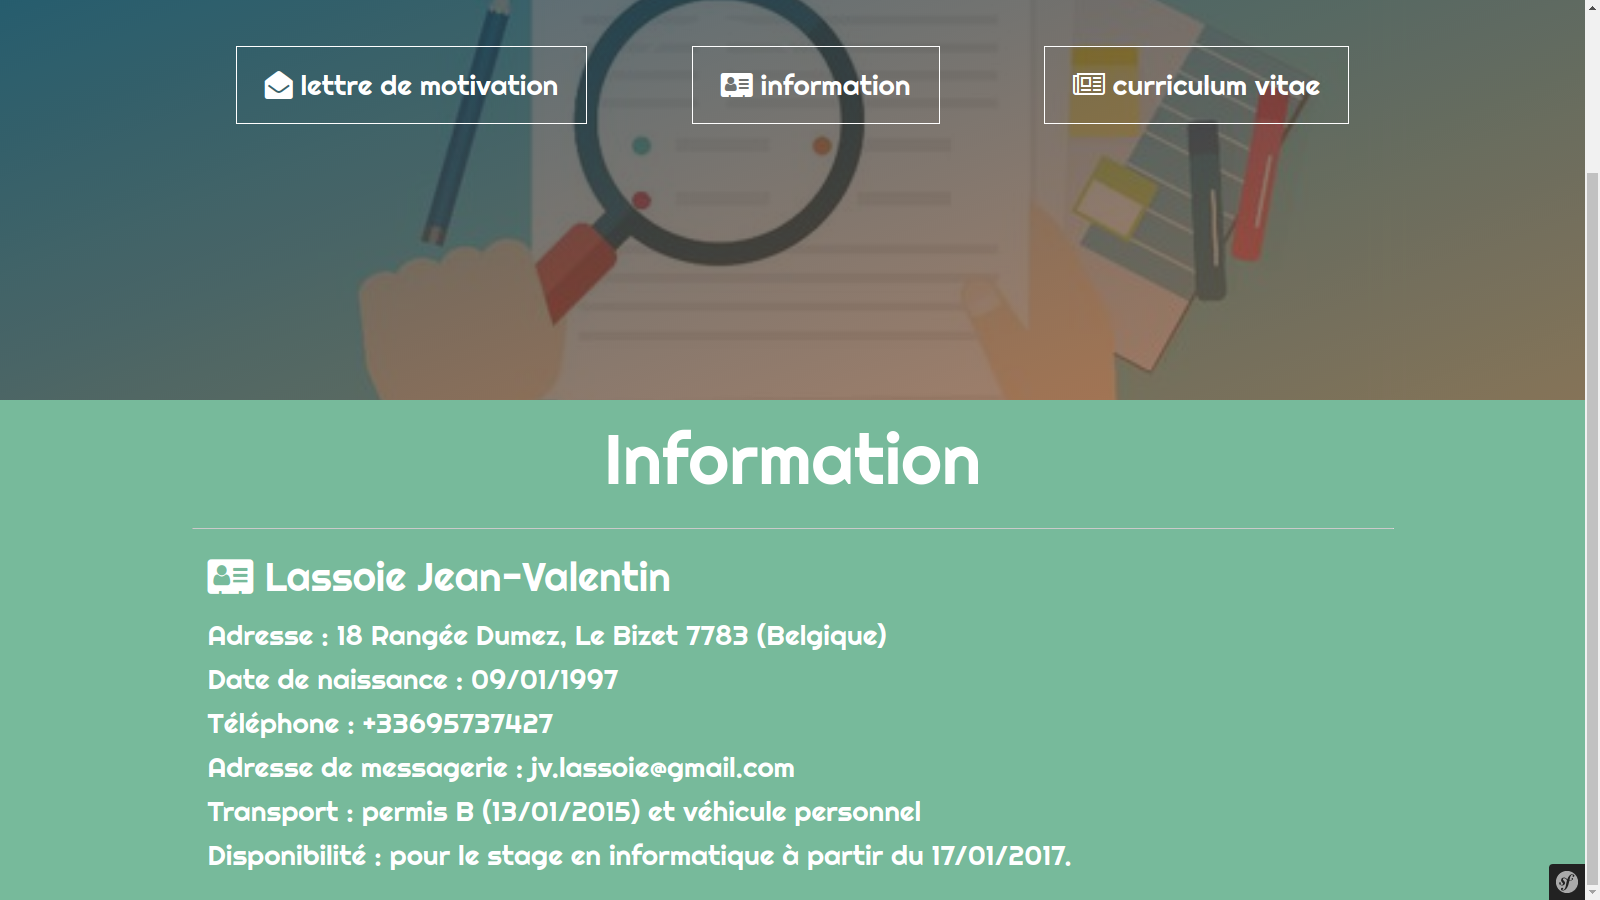 lettre de motivation
information
curriculum vitae
Information
Lassoie Jean-Valentin
Adresse : 18 Rangée Dumez, Le Bizet 7783 (Belgique)
Date de naissance : 09/01/1997
Téléphone : +33695737427
Adresse de messagerie : jv.lassoie@gmail.com
Transport : permis B (13/01/2015) et véhicule personnel
Disponibilité : pour le stage en informatique à partir du 17/01/2017.
sf